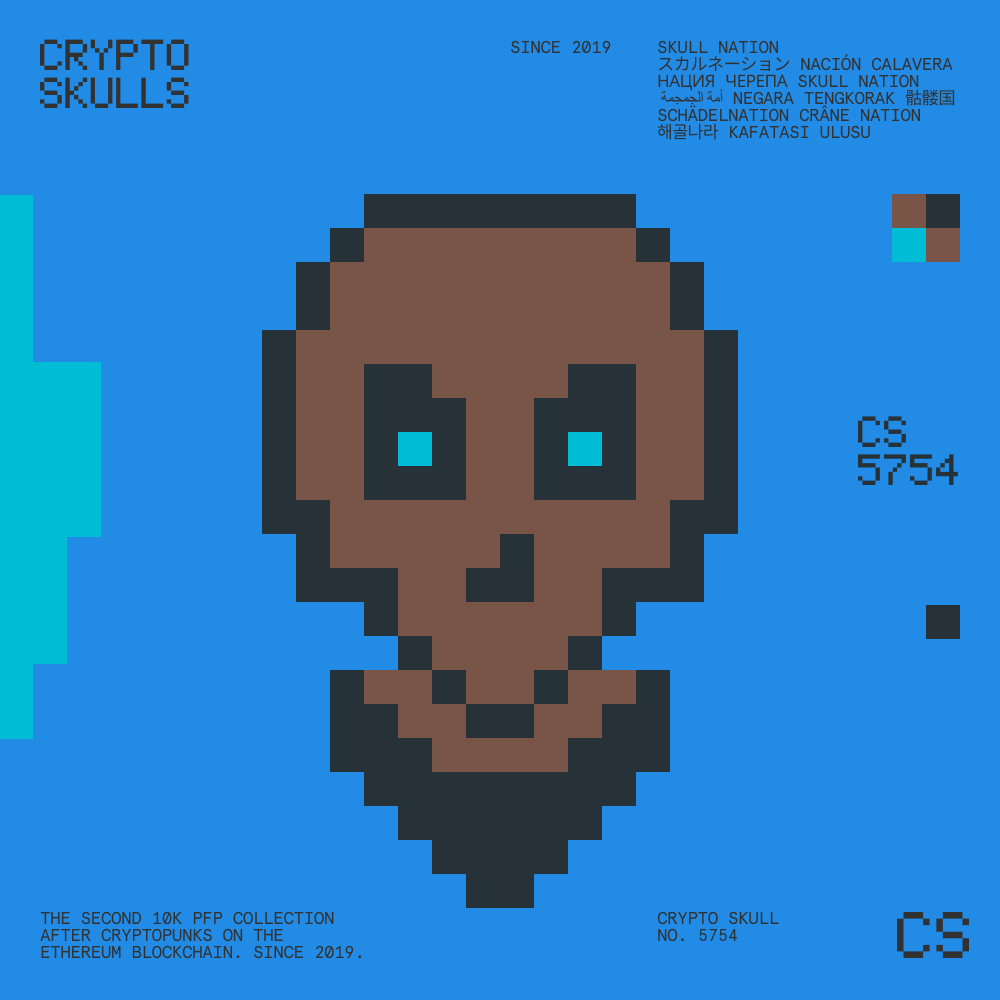 CRYPTO
SKULLS
SINCE 2019
SKULL NATION
スカルネーション NACIÓN CALAVERA
НАЦИЯ ЧЕРЕПА SKULL NATION
أمة الجمجمة NEGARA TENGKORAK 骷髅国
SCHÄDELNATION CRÂNE NATION
해골나라 KAFATASI ULUSU
CS
5754
THE SECOND 10K PFP COLLECTION
AFTER CRYPTOPUNKS ON THE
ETHEREUM BLOCKCHAIN. SINCE 2019.
CRYPTO SKULL
NO. 5754
CS